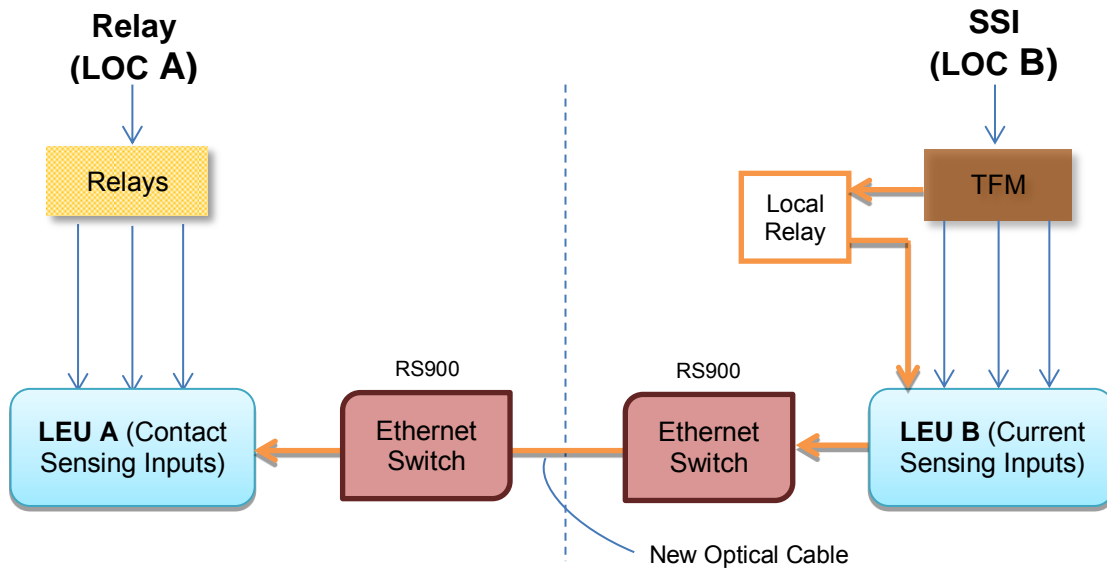 Relay
(LOC A)
SSI
(LOC B)
Relays
TFM
Local
Relay
RS900
RS900
LEU A (Contact
Sensing Inputs)
Ethernet
Switch
Ethernet
Switch
LEU B (Current
Sensing Inputs)
New Optical Cable